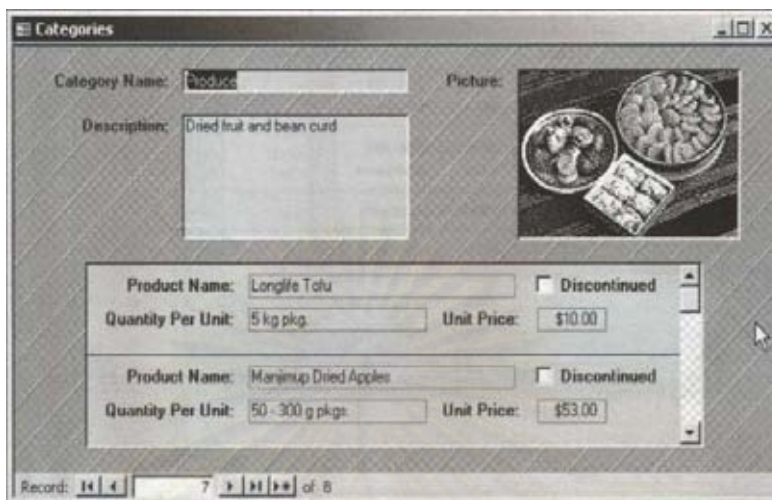 Categories
Category Name: Produce
Picture:
Description: Dried fruit and bean curd
Product Name: Longlife Tofu
Discontinued
Quantity Per Unit: 5 kg pkg.
Unit Price: $10.00
Product Name: Manjimup Dried Apples
Discontinued
Quantity Per Unit: 50 - 300 g pkgs.
Unit Price: $53.00
Record: 7 of 8